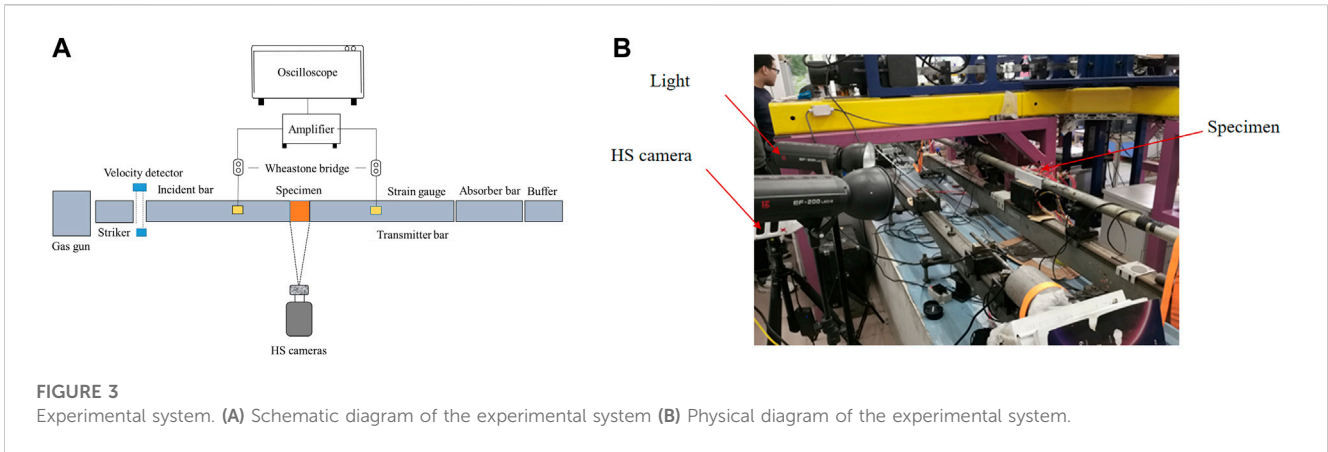 A
Oscilloscope
Amplifier
Wheastone bridge
Velocity detector
Incident bar
Specimen
Strain gauge
Absorber bar
Buffer
Striker
Gas gun
Transmitter bar
HS cameras
B
Light
HS camera
Specimen
EF-200
FIGURE 3
Experimental system. (A) Schematic diagram of the experimental system (B) Physical diagram of the experimental system.